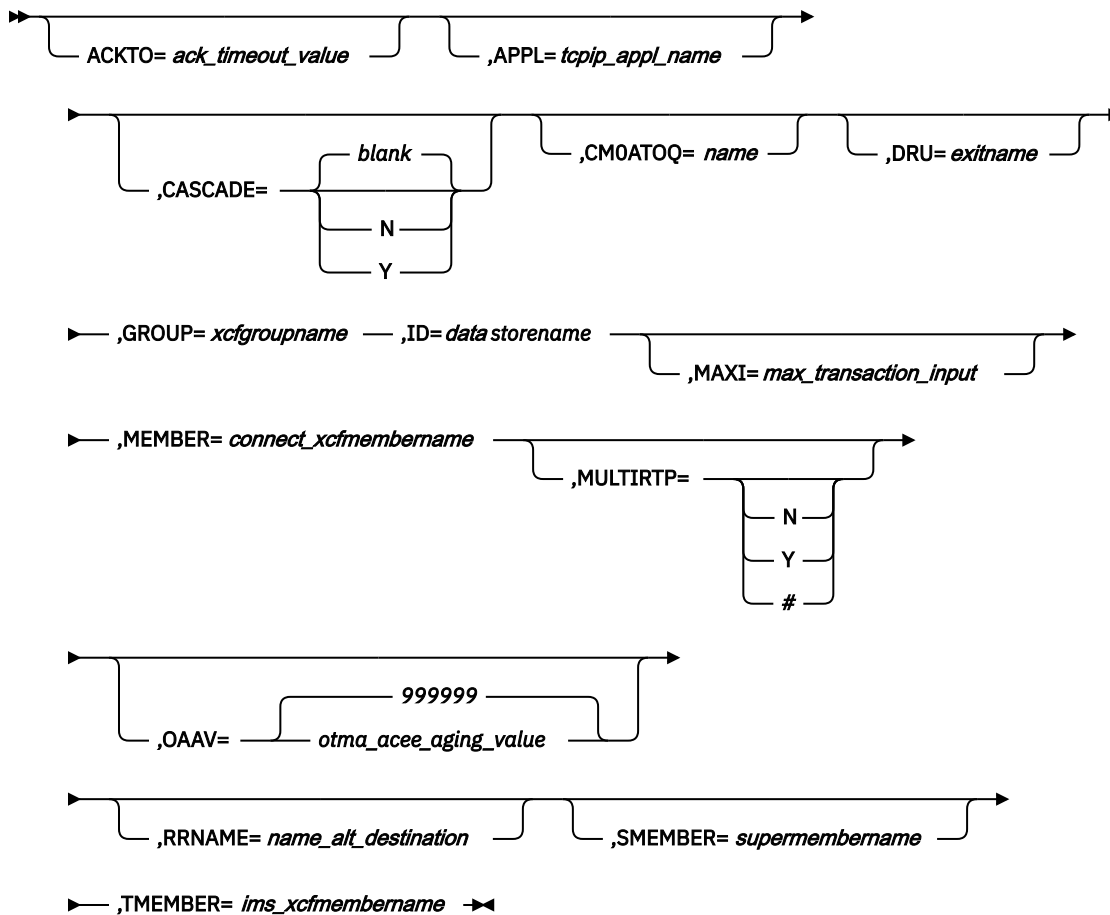 ACKTO= ack_timeout_value ,APPL= tcpip_appl_name
blank
,CASCADE= ,CM0ATOQ= name ,DRU= exitname
N
Y
,GROUP= xcfgroupname ,ID= data storename
,MAXI= max_transaction_input
,MEMBER= connect_xcfmembername
,MULTIRTP=
N
Y
#
999999
,OAAV= otma_acee_aging_value
,RRNAME= name_alt_destination ,SMEMBER= supermembername
,TMEMBER= ims_xcfmembername